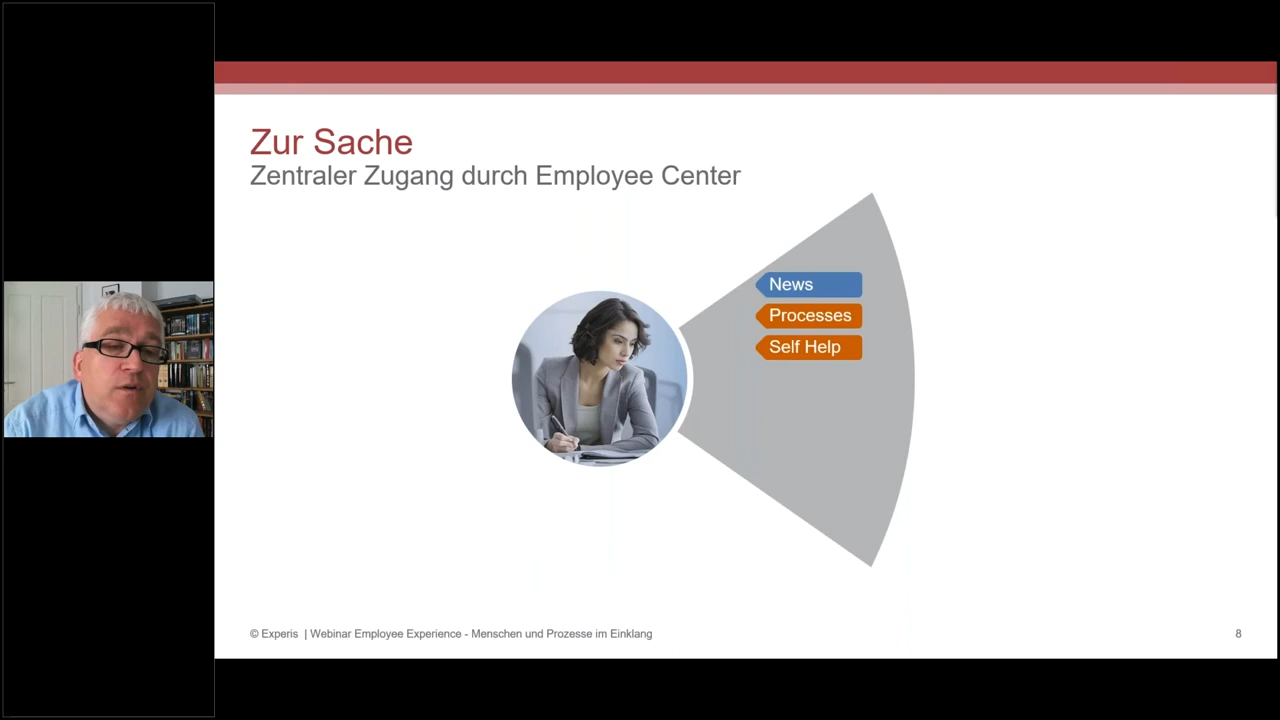 Zur Sache
Zentraler Zugang durch Employee Center
News
Processes
Self Help
© Experis | Webinar Employee Experience - Menschen und Prozesse im Einklang
8